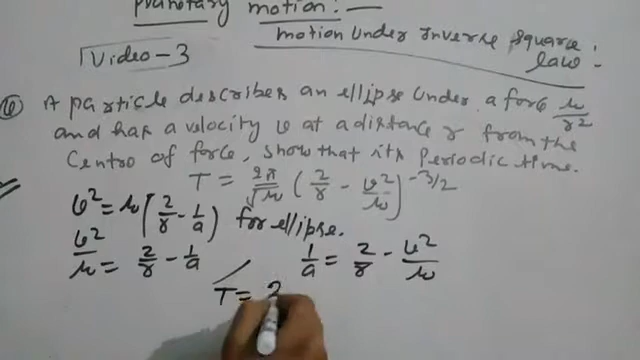 Planetary motion:—
motion under inverse square
law:-
Video-3
6 A particle describes an ellipse under a force μ/r²
and has a velocity v at a distance r from the
centre of force, show that its periodic time.
T = 2π/√μ (2/r - v²/μ)^-3/2
v² = μ(2/r - 1/a) for ellipse.
v²/μ = 2/r - 1/a 1/a = 2/r - v²/μ
T = 2